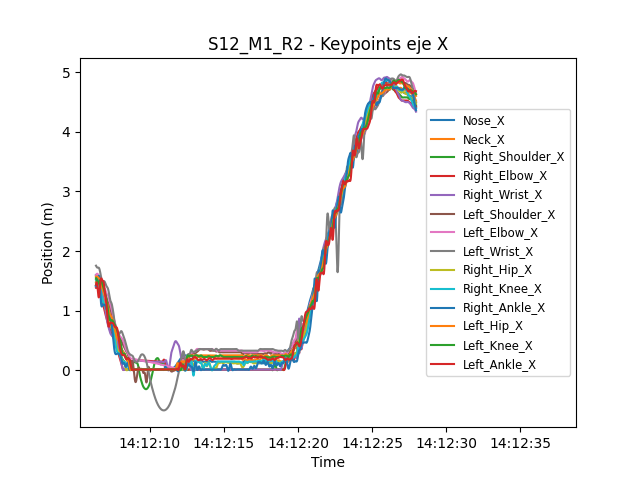 S12_M1_R2 - Keypoints eje X
Position (m)
5
4
3
2
1
0
14:12:10 14:12:15 14:12:20 14:12:25 14:12:30 14:12:35
Time
Nose_X
Neck_X
Right_Shoulder_X
Right_Elbow_X
Right_Wrist_X
Left_Shoulder_X
Left_Elbow_X
Left_Wrist_X
Right_Hip_X
Right_Knee_X
Right_Ankle_X
Left_Hip_X
Left_Knee_X
Left_Ankle_X